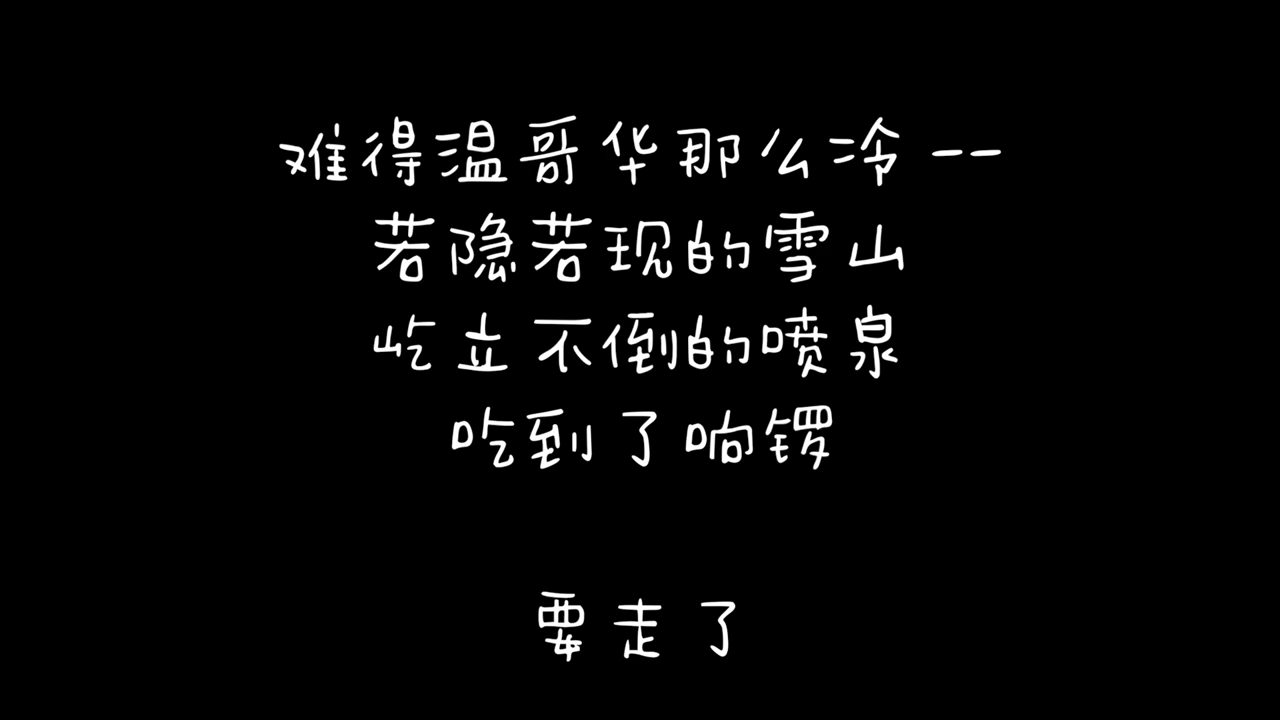 难得温哥华那么冷--
若隐若现的雪山
屹立不倒的喷泉
吃到了响锣
要走了